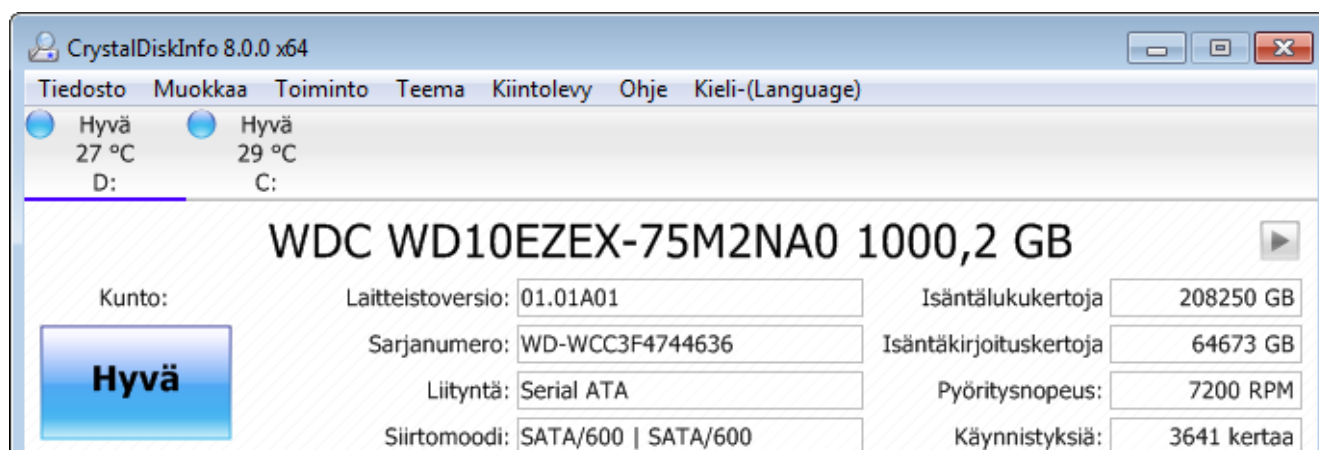 CrystalDiskInfo 8.0.0 x64
Tiedosto Muokkaa Toiminto Teema Kiintolevy Ohje Kieli-(Language)
Hyvä Hyvä
27 °C 29 °C
D: C:
WDC WD10EZEX-75M2NA0 1000,2 GB
Kunto: Laitteistoversio: 01.01A01 Isäntälukukertoja 208250 GB
Sarjanumero: WD-WCC3F4744636 Isäntäkirjoituskertoja 64673 GB
Hyvä
Liityntä: Serial ATA Pyöritysnopeus: 7200 RPM
Siirtomoodi: SATA/600 | SATA/600 Käynnistyksiä: 3641 kertaa